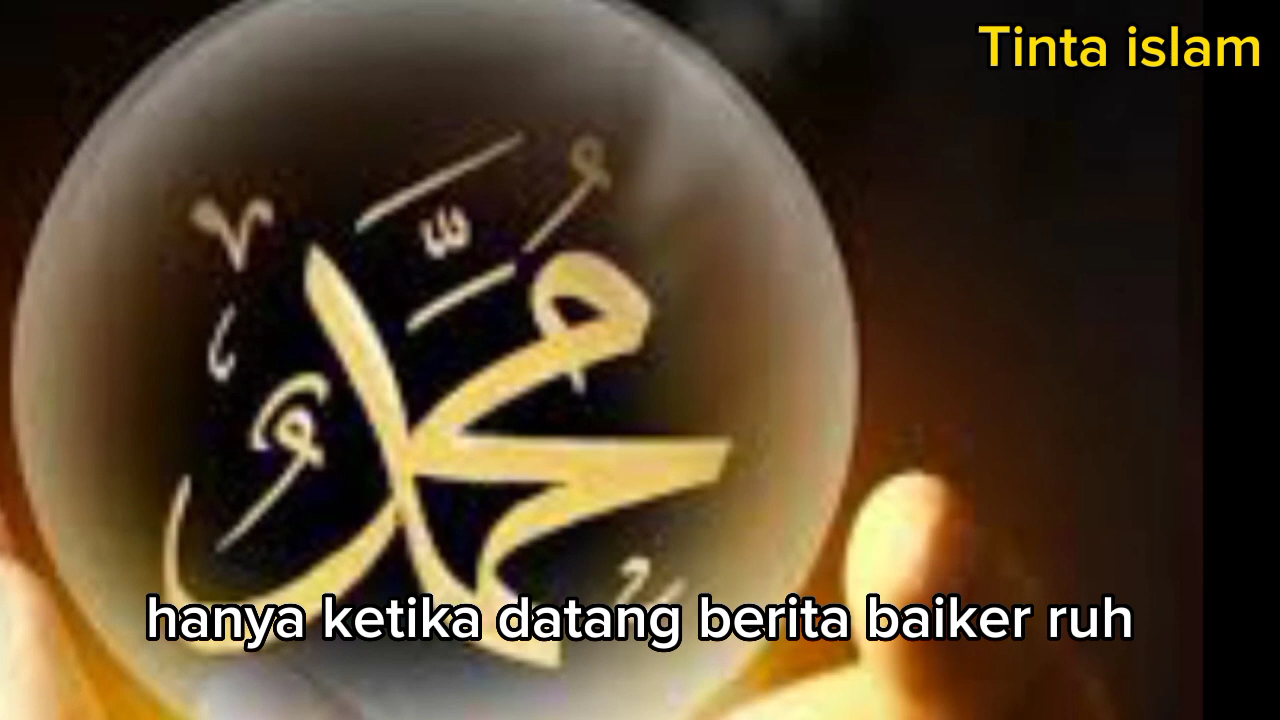 Tinta islam
محمد
hanya ketika datang berita baiker ruh